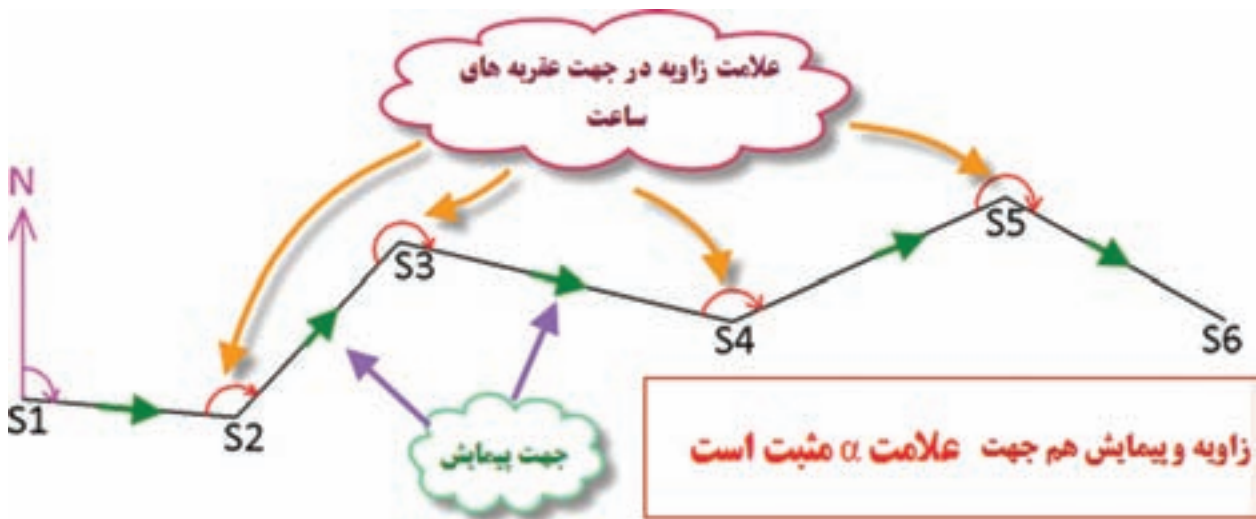 علامت زاویه در جهت عقربه های
ساعت
N
S1
S2
S3
S4
S5
S6
جهت پیمایش
زاویه و پیمایش هم جهت علامت α مثبت است